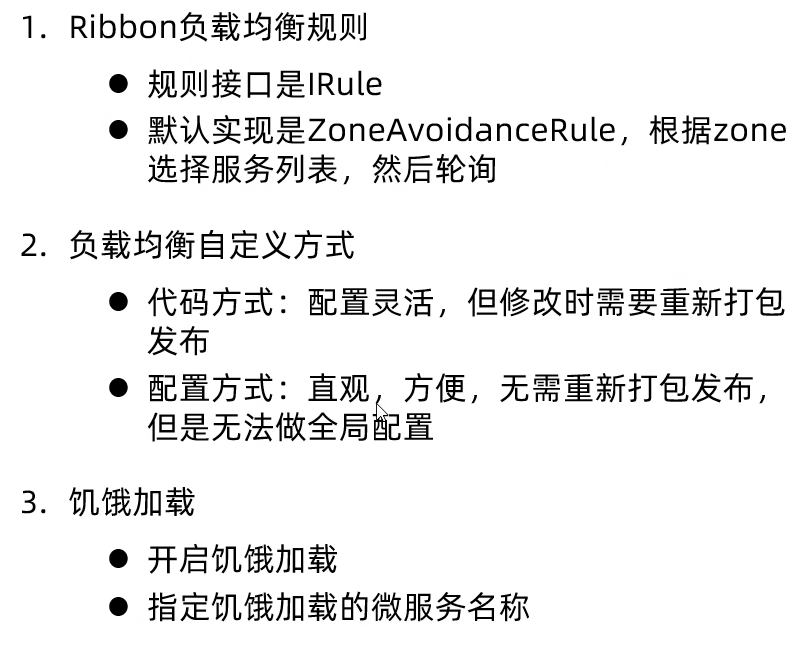 1. Ribbon负载均衡规则
● 规则接口是IRule
● 默认实现是ZoneAvoidanceRule，根据zone
选择服务列表，然后轮询
2. 负载均衡自定义方式
● 代码方式：配置灵活，但修改时需要重新打包
发布
● 配置方式：直观，方便，无需重新打包发布，
但是无法做全局配置
3. 饥饿加载
● 开启饥饿加载
● 指定饥饿加载的微服务名称